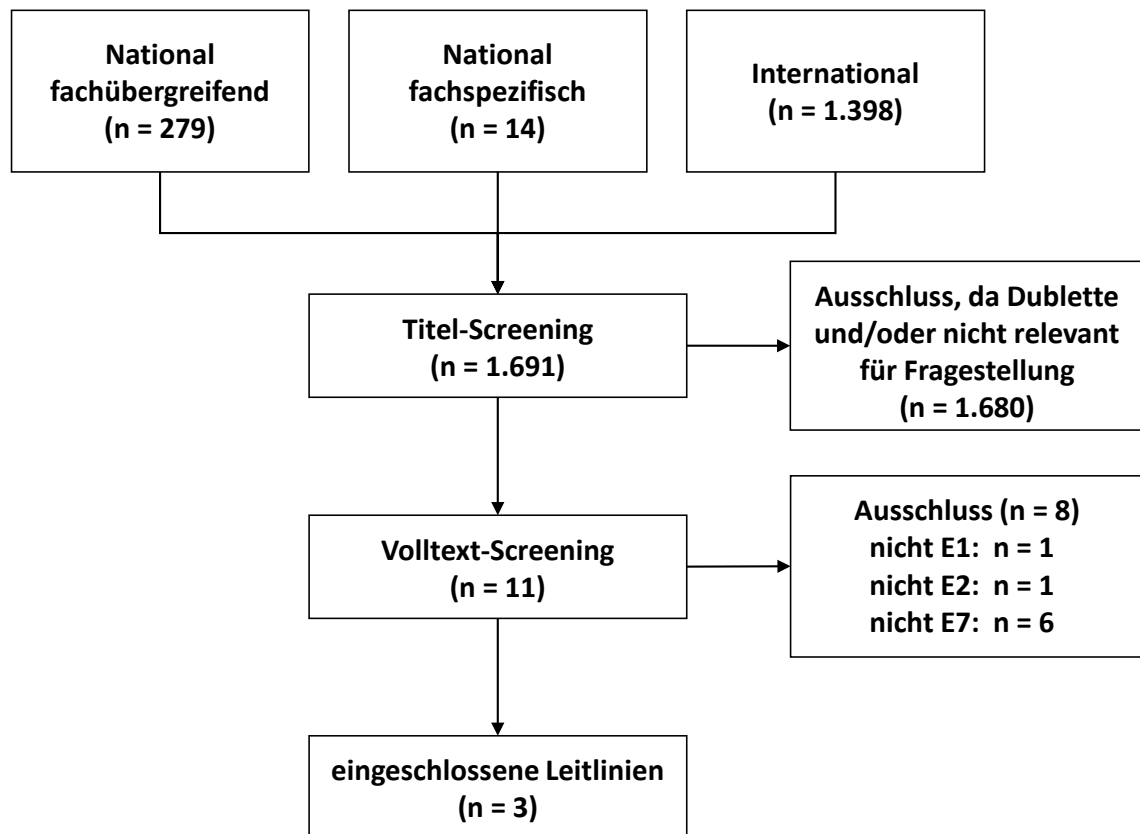 National
fachübergreifend
(n = 279)
National
fachspezifisch
(n = 14)
International
(n = 1.398)
Titel-Screening
(n = 1.691)
Ausschluss, da Dublette
und/oder nicht relevant
für Fragestellung
(n = 1.680)
Volltext-Screening
(n = 11)
Ausschluss (n = 8)
nicht E1: n = 1
nicht E2: n = 1
nicht E7: n = 6
eingeschlossene Leitlinien
(n = 3)